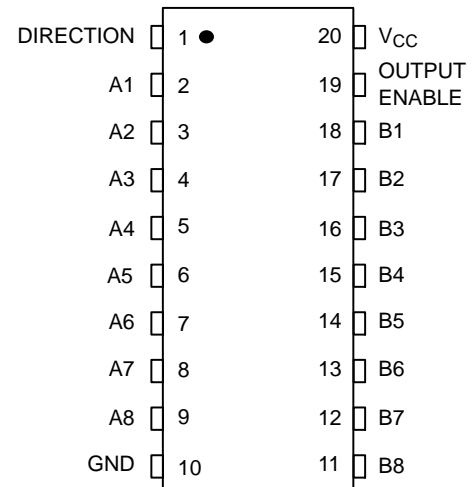 DIRECTION 1 20 VCC
A1 2 19 OUTPUT ENABLE
A2 3 18 B1
A3 4 17 B2
A4 5 16 B3
A5 6 15 B4
A6 7 14 B5
A7 8 13 B6
A8 9 12 B7
GND 10 11 B8